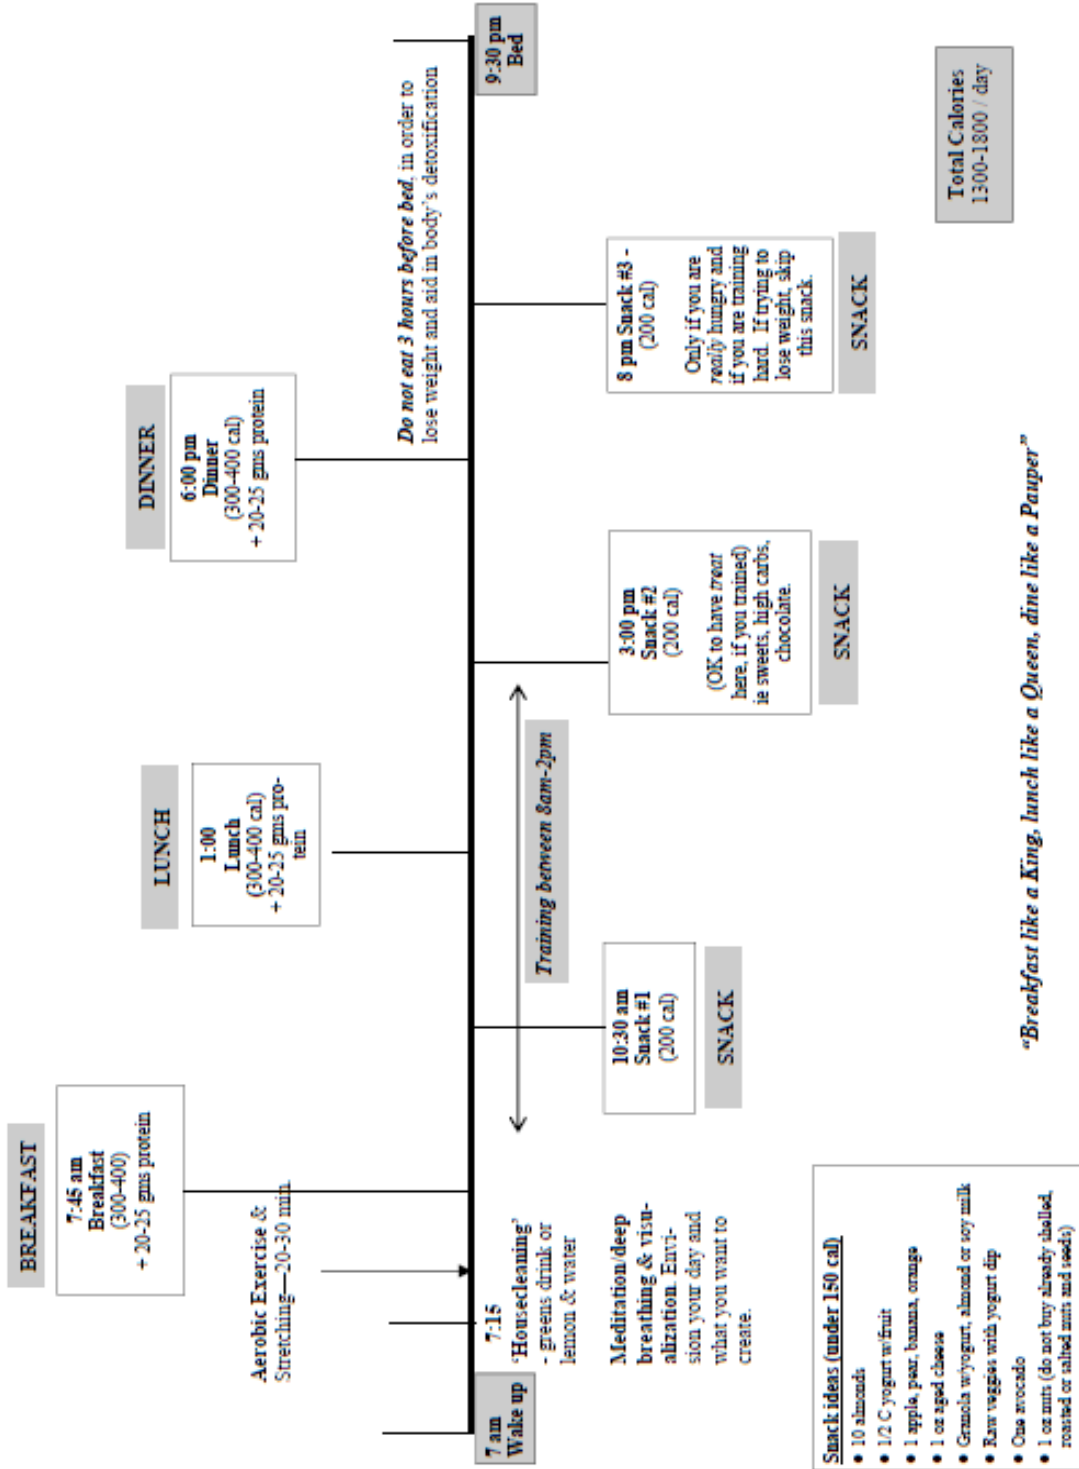 BREAKFAST
7:45 am
Breakfast
(300-400)
+ 20-25 gms protein
LUNCH
1:00
Lunch
(300-400 cal)
+ 20-25 gms pro-
tein
DINNER
6:00 pm
Dinner
(300-400 cal)
+ 20-25 gms protein
Aerobic Exercise &
Stretching—20-30 min.
Do not eat 3 hours before bed, in order to
lose weight and aid in body's detoxification
7 am
Wake up
7:15
'Housecleaning'
- greens drink or
lemon & water
Meditation/deep
breathing & visu-
alization. Envi-
sion your day and
what you want to
create.
Training between 8am-2pm
10:30 am
Snack #1
(200 cal)
SNACK
3:00 pm
Snack #2
(200 cal)
(OK to have treat
here, if you trained)
ie sweets, high carbs,
chocolate.
SNACK
8 pm Snack #3 -
(200 cal)
Only if you are
really hungry and
if you are training
hard. If trying to
lose weight, skip
this snack.
SNACK
9:30 pm
Bed
Total Calories
1300-1800 / day
Snack ideas (under 150 cal)
• 10 almonds
• 1/2 C yogurt w/fruit
• 1 apple, pear, banana, orange
• 1 oz aged cheese
• Granola w/yogurt, almond or soy milk
• Raw veggies with yogurt dip
• One avocado
• 1 oz nuts (do not buy already shelled,
roasted or salted nuts and seeds)
"Breakfast like a King, lunch like a Queen, dine like a Pauper"